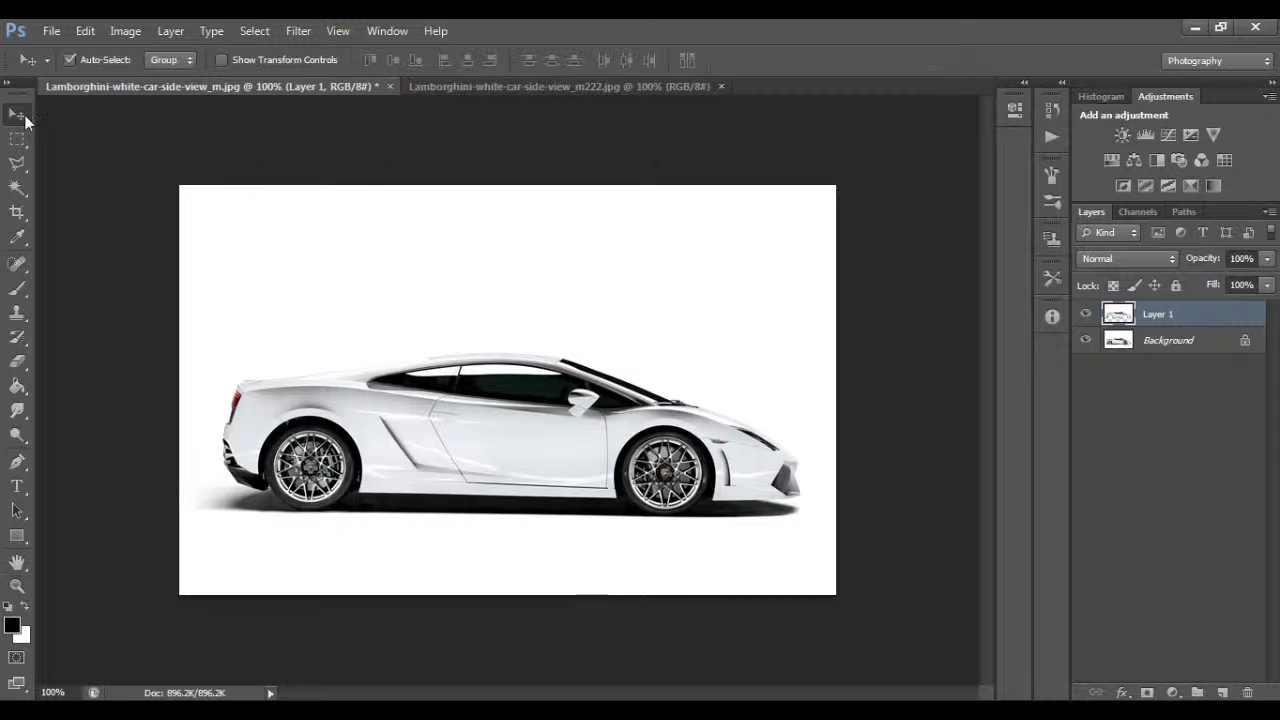 Ps File Edit Image Layer Type Select Filter View Window Help
Auto-Select: Group Show Transform Controls Photography
Lamborghini-white-car-side-view_m.jpg @ 100% (Layer 1, RGB/8#) * × Lamborghini-white-car-side-view_m222.jpg @ 100% (RGB/8#) ×
Histogram Adjustments
Add an adjustment
Layers Channels Paths
Kind
Normal Opacity: 100%
Lock: Fill: 100%
Layer 1
Background
100% Doc: 896.2K/896.2K